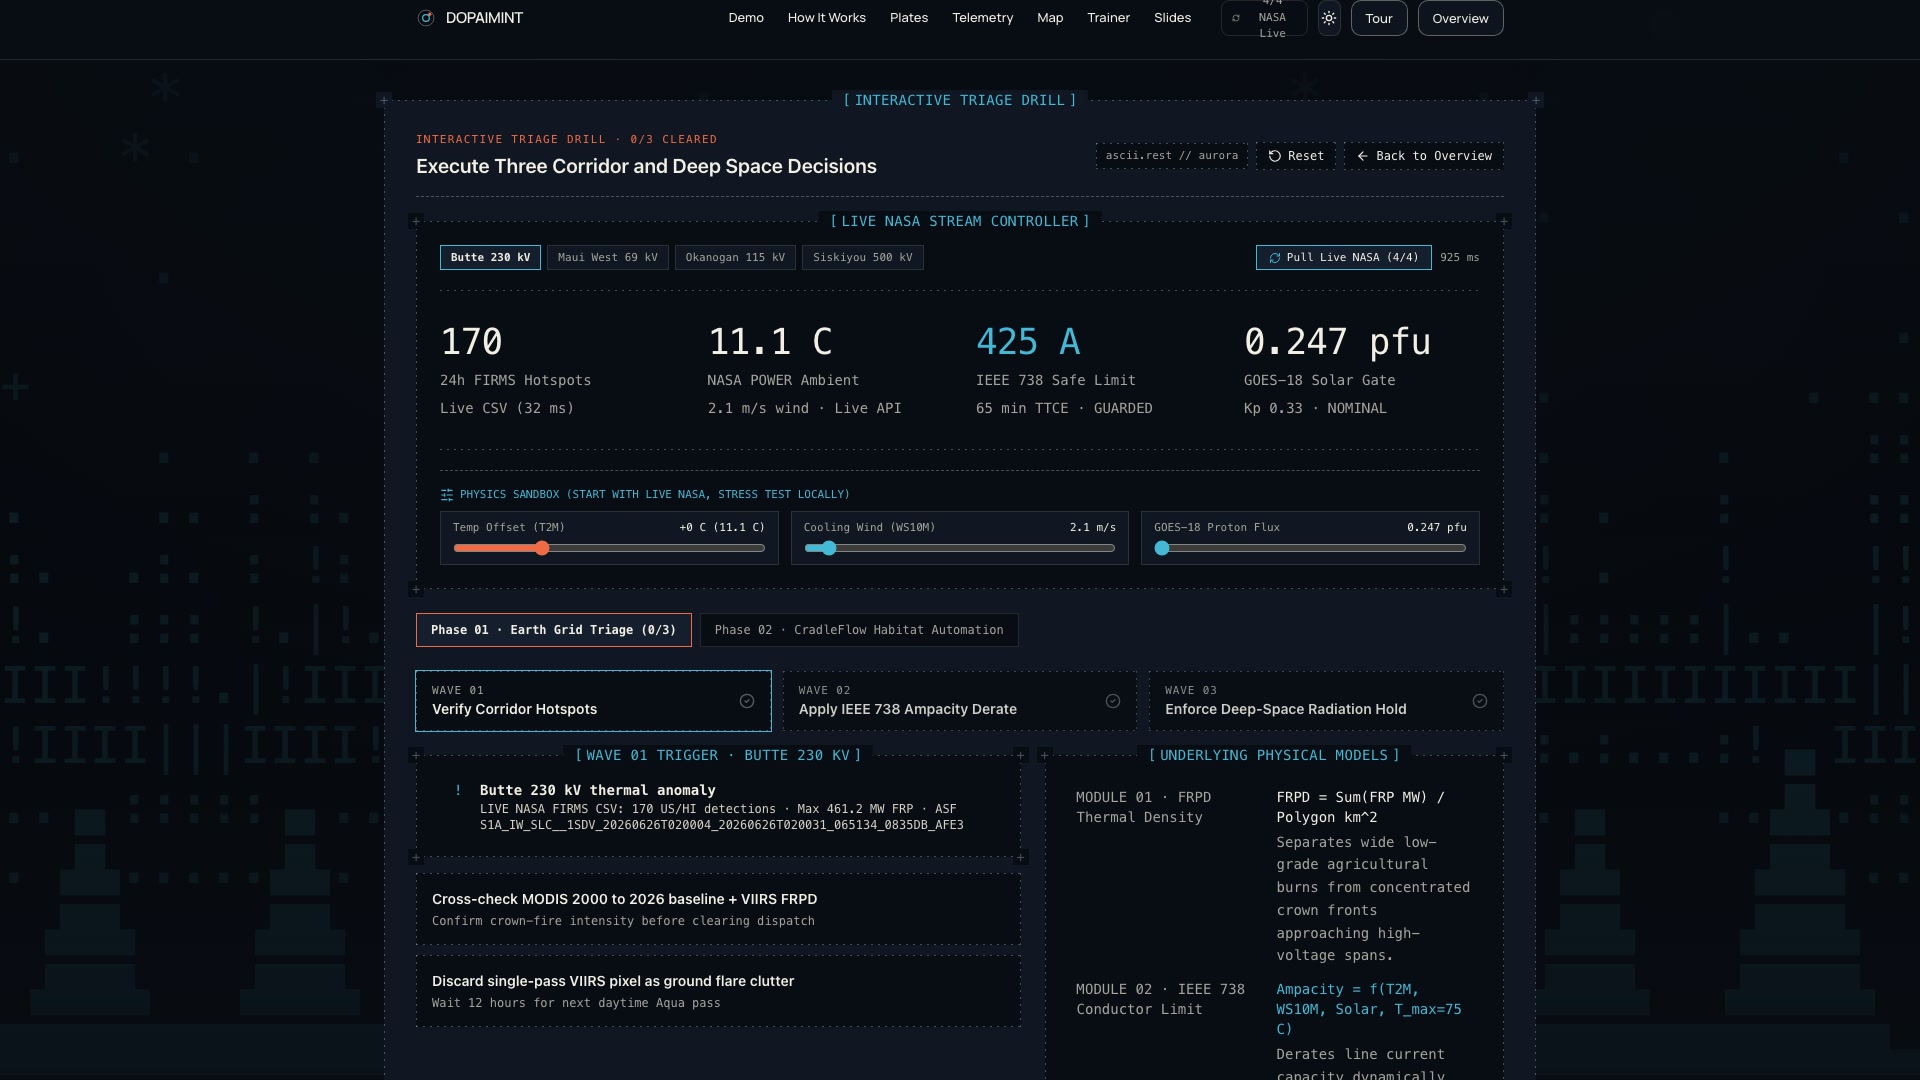 DOPAIMINT
Demo
How It Works
Plates
Telemetry
Map
Trainer
Slides
4/4
NASA
Live
Tour
Overview
[ INTERACTIVE TRIAGE DRILL ]
INTERACTIVE TRIAGE DRILL · 0/3 CLEARED
Execute Three Corridor and Deep Space Decisions
ascii.rest // aurora
Reset
Back to Overview
[ LIVE NASA STREAM CONTROLLER ]
Butte 230 kV
Maui West 69 kV
Okanogan 115 kV
Siskiyou 500 kV
Pull Live NASA (4/4)
925 ms
170
24h FIRMS Hotspots
Live CSV (32 ms)
11.1 C
NASA POWER Ambient
2.1 m/s wind · Live API
425 A
IEEE 738 Safe Limit
65 min TTCE · GUARDED
0.247 pfu
GOES-18 Solar Gate
Kp 0.33 · NOMINAL
PHYSICS SANDBOX (START WITH LIVE NASA, STRESS TEST LOCALLY)
Temp Offset (T2M)
+0 C (11.1 C)
Cooling Wind (WS10M)
2.1 m/s
GOES-18 Proton Flux
0.247 pfu
Phase 01 · Earth Grid Triage (0/3)
Phase 02 · CradleFlow Habitat Automation
WAVE 01
Verify Corridor Hotspots
WAVE 02
Apply IEEE 738 Ampacity Derate
WAVE 03
Enforce Deep-Space Radiation Hold
[ WAVE 01 TRIGGER · BUTTE 230 KV ]
! Butte 230 kV thermal anomaly
LIVE NASA FIRMS CSV: 170 US/HI detections · Max 461.2 MW FRP · ASF
S1A_IW_SLC__1SDV_20260626T020004_20260626T020031_065134_0835DB_AFE3
Cross-check MODIS 2000 to 2026 baseline + VIIRS FRPD
Confirm crown-fire intensity before clearing dispatch
Discard single-pass VIIRS pixel as ground flare clutter
Wait 12 hours for next daytime Aqua pass
[ UNDERLYING PHYSICAL MODELS ]
MODULE 01 · FRPD
Thermal Density
FRPD = Sum(FRP MW) /
Polygon km^2
Separates wide low-
grade agricultural
burns from concentrated
crown fronts
approaching high-
voltage spans.
MODULE 02 · IEEE 738
Conductor Limit
Ampacity = f(T2M,
WS10M, Solar, T_max=75
C)
Derates line current
capacity dynamically